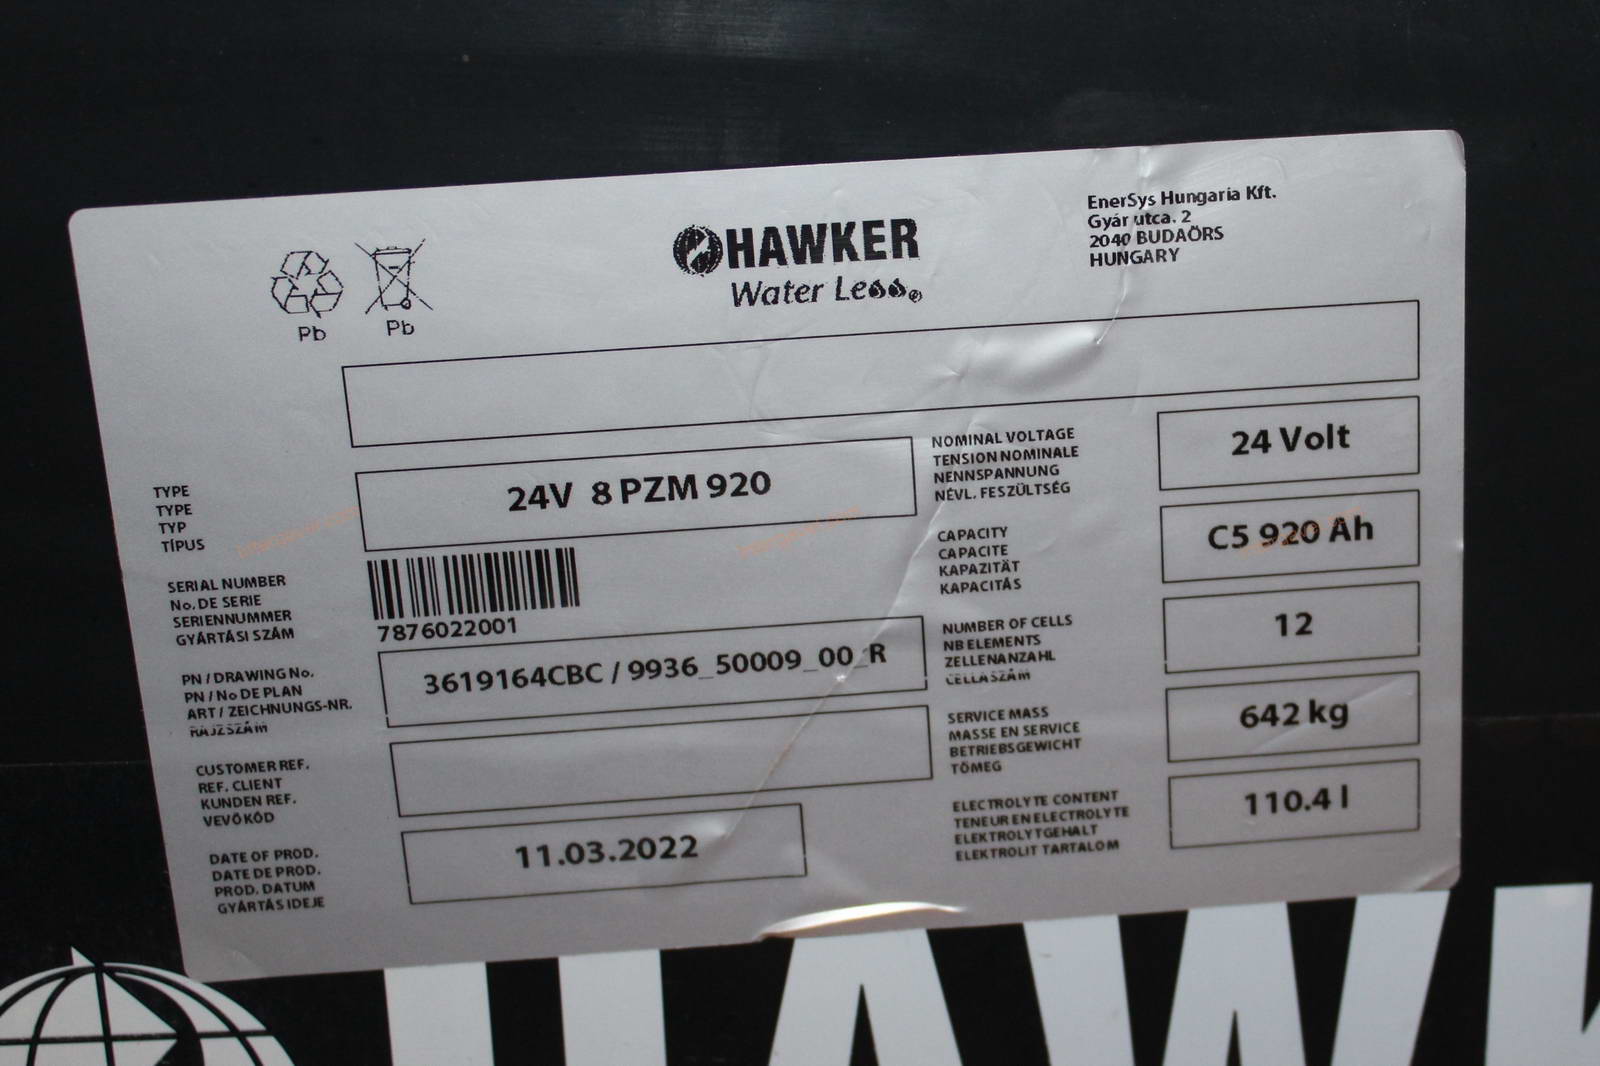 Pb
Pb
HAWKER
Water Less
EnerSys Hungaria Kft.
Gyár utca. 2
2040 BUDAÖRS
HUNGARY
TYPE
TYPE
TYP
TÍPUS
24V 8 PZM 920
SERIAL NUMBER
No. DE SERIE
SERIENNUMMER
GYÁRTÁSI SZÁM
7876022001
PN / DRAWING No.
PN / No DE PLAN
ART / ZEICHNUNGS-NR.
RAJZSZÁM
3619164CBC / 9936_50009_00_R
CUSTOMER REF.
REF. CLIENT
KUNDEN REF.
VEVŐKÓD
DATE OF PROD.
DATE DE PROD.
PROD. DATUM
GYÁRTÁS IDEJE
11.03.2022
NOMINAL VOLTAGE
TENSION NOMINALE
NENNSPANNUNG
NÉVL. FESZÜLTSÉG
24 Volt
CAPACITY
CAPACITE
KAPAZITÄT
KAPACITÁS
C5 920 Ah
NUMBER OF CELLS
NB ELEMENTS
ZELLENANZAHL
CELLASZÁM
12
SERVICE MASS
MASSE EN SERVICE
BETRIEBSGEWICHT
TÖMEG
642 kg
ELECTROLYTE CONTENT
TENEUR EN ELECTROLYTE
ELEKTROLYTGEHALT
ELEKTROLIT TARTALOM
110.4 l
HAWK